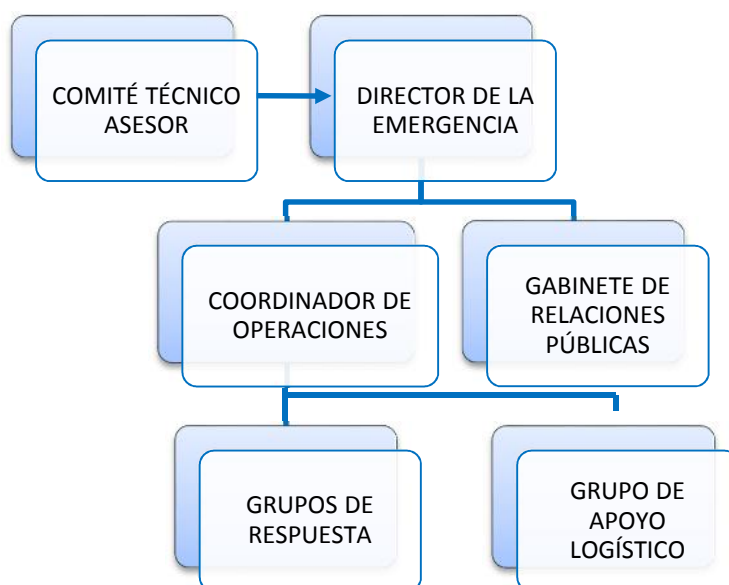 COMITÉ TÉCNICO
ASESOR
DIRECTOR DE LA
EMERGENCIA
COORDINADOR DE
OPERACIONES
GABINETE DE
RELACIONES
PÚBLICAS
GRUPOS DE
RESPUESTA
GRUPO DE
APOYO
LOGÍSTICO